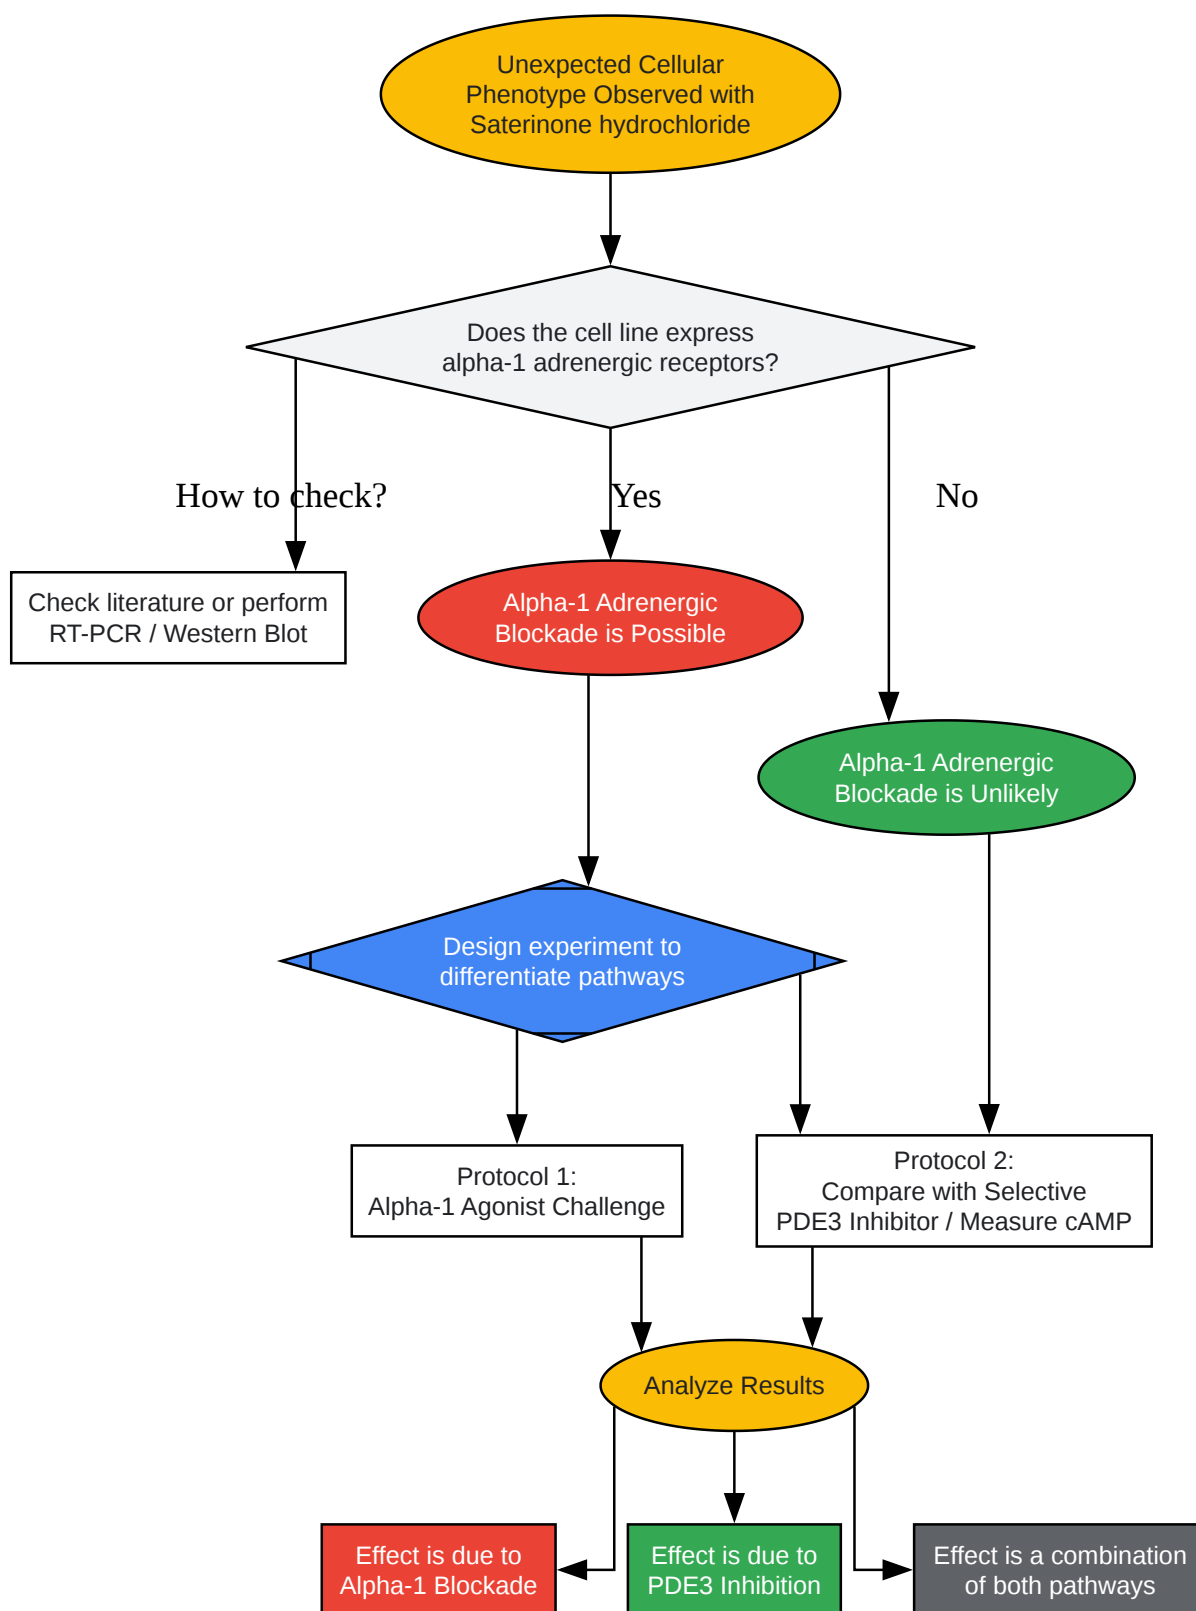 Unexpected Cellular
Phenotype Observed with
Saterinone hydrochloride
Does the cell line express
alpha-1 adrenergic receptors?
How to check?
Yes
No
Check literature or perform
RT-PCR / Western Blot
Alpha-1 Adrenergic
Blockade is Possible
Alpha-1 Adrenergic
Blockade is Unlikely
Design experiment to
differentiate pathways
Protocol 1:
Alpha-1 Agonist Challenge
Protocol 2:
Compare with Selective
PDE3 Inhibitor / Measure cAMP
Analyze Results
Effect is due to
Alpha-1 Blockade
Effect is due to
PDE3 Inhibition
Effect is a combination
of both pathways